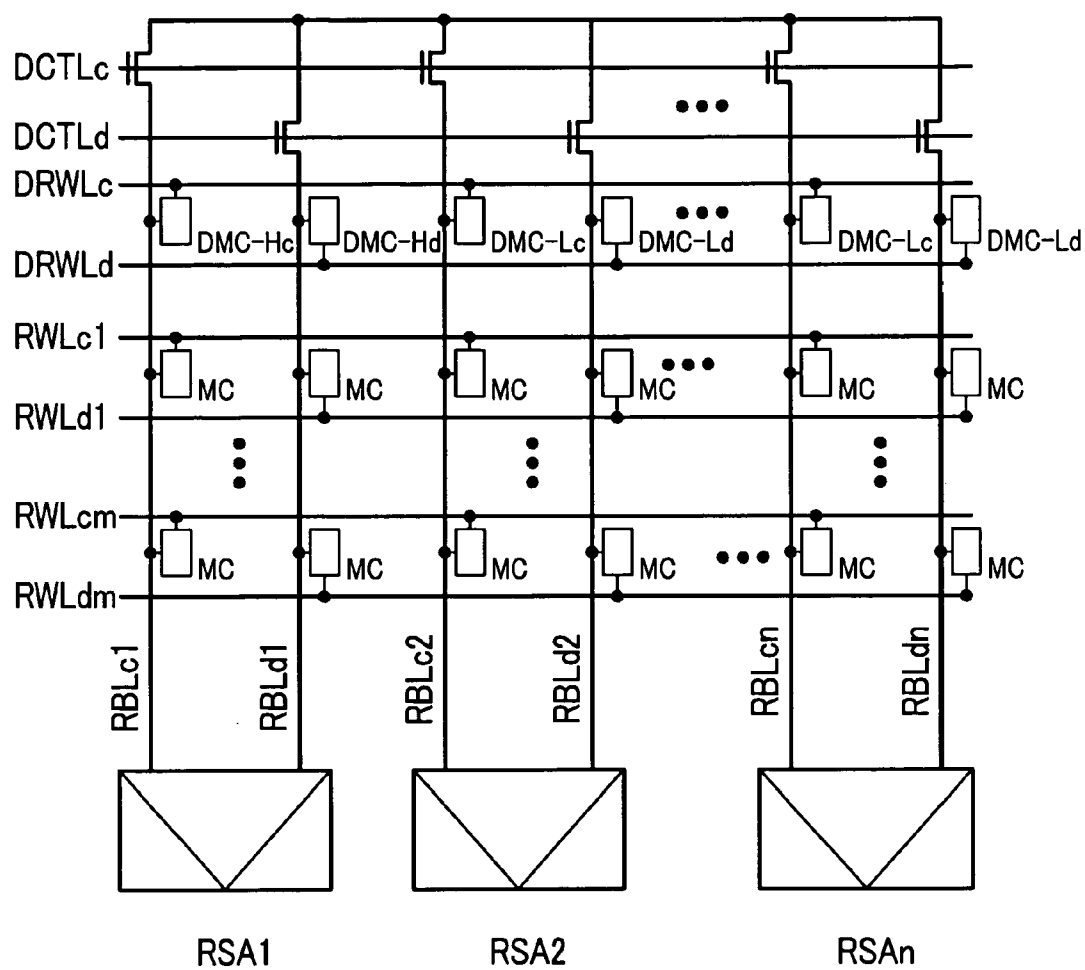 DCTLc
DCTLd
DRWLc
DMC-Hc DMC-Hd DMC-Lc DMC-Ld DMC-Lc DMC-Ld
DRWLd
RWLc1
MC MC MC MC MC MC
RWLd1
RWLcm
MC MC MC MC MC MC
RWLdm
RBLc1 RBLd1 RBLc2 RBLd2 RBLcn RBLdn
RSA1 RSA2 RSAn